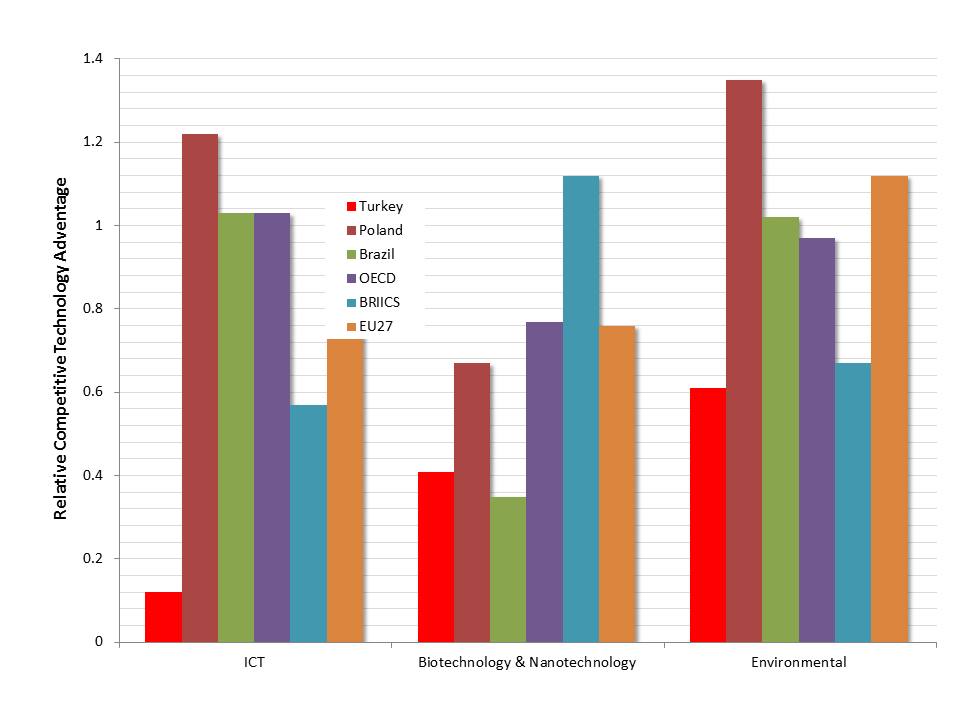 1.4
1.2
1
0.8
0.6
0.4
0.2
0
Relative Competitive Technology Adventage
Turkey
Poland
Brazil
OECD
BRIICS
EU27
ICT
Biotechnology & Nanotechnology
Environmental